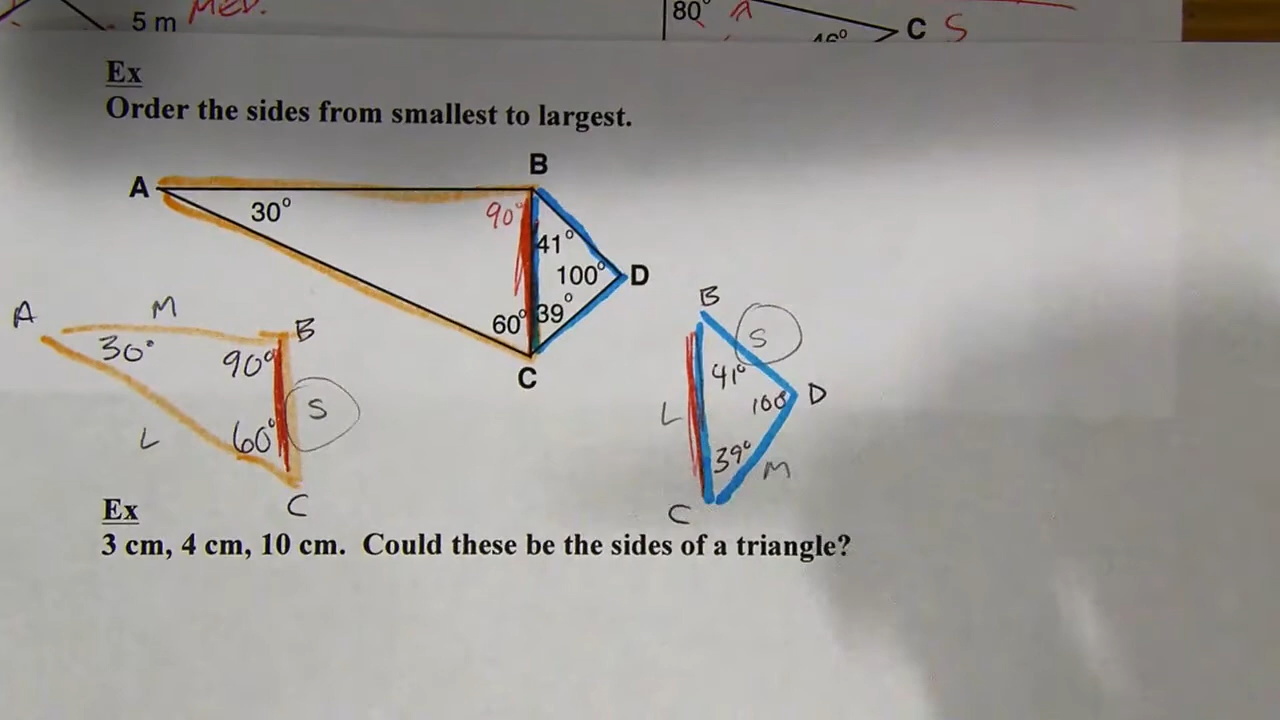 5 m MED.
80° C S
Ex
Order the sides from smallest to largest.
B
A
30° 90° 41°
100° D
60° 39°
C
A M B
30° 90°
S
L 60°
C
B
S
41°
L 100 D
39° M
C
Ex
3 cm, 4 cm, 10 cm. Could these be the sides of a triangle?